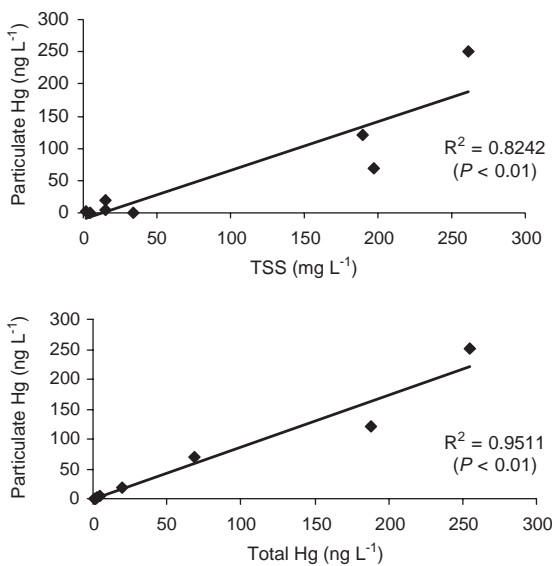 300
250
200
150
100
50
0
Particulate Hg (ng L⁻¹)
R² = 0.8242
(P < 0.01)
0 50 100 150 200 250 300
TSS (mg L⁻¹)
300
250
200
150
100
50
0
Particulate Hg (ng L⁻¹)
R² = 0.9511
(P < 0.01)
0 50 100 150 200 250 300
Total Hg (ng L⁻¹)